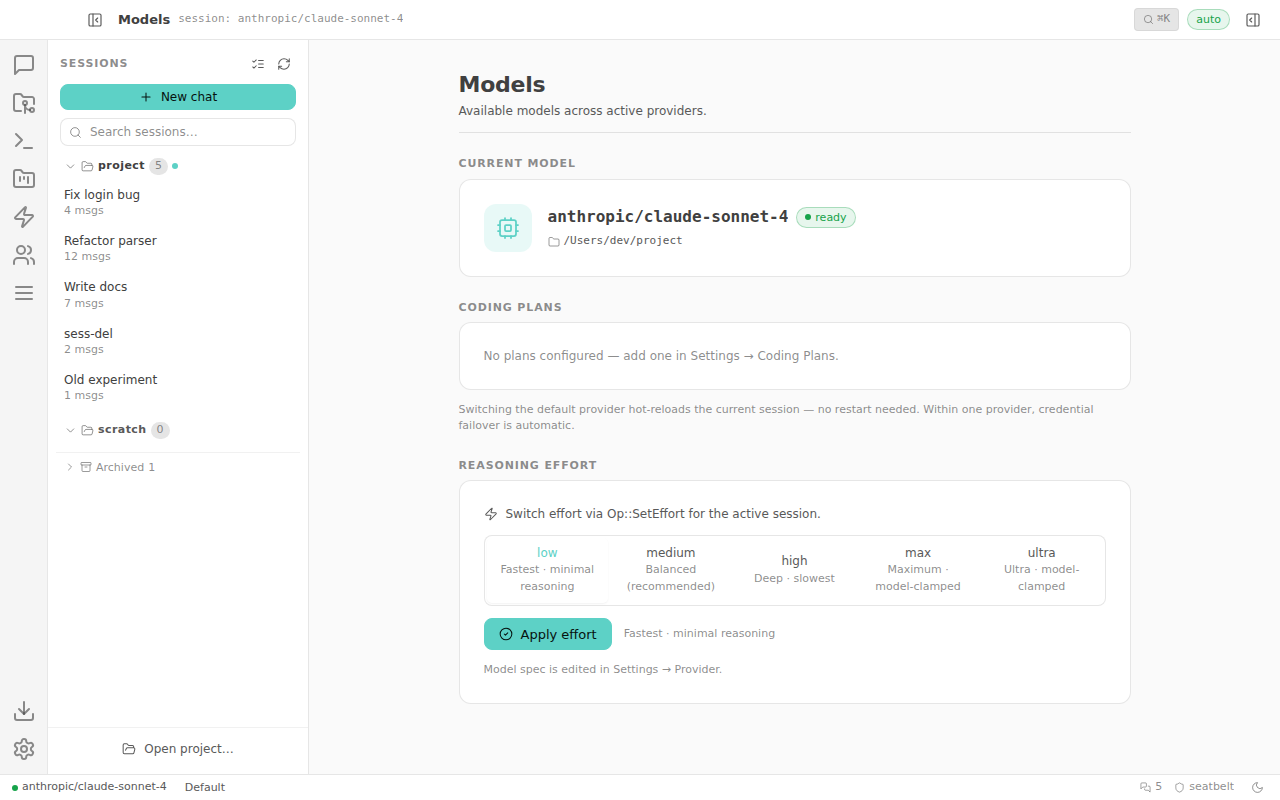 Models session: anthropic/claude-sonnet-4
⌘K
auto
SESSIONS
New chat
Search sessions…
project 5
Fix login bug
4 msgs
Refactor parser
12 msgs
Write docs
7 msgs
sess-del
2 msgs
Old experiment
1 msgs
scratch 0
Archived 1
Open project…
Models
Available models across active providers.
CURRENT MODEL
anthropic/claude-sonnet-4 ready
/Users/dev/project
CODING PLANS
No plans configured — add one in Settings → Coding Plans.
Switching the default provider hot-reloads the current session — no restart needed. Within one provider, credential
failover is automatic.
REASONING EFFORT
Switch effort via Op::SetEffort for the active session.
low
Fastest · minimal
reasoning
medium
Balanced
(recommended)
high
Deep · slowest
max
Maximum ·
model-clamped
ultra
Ultra · model-
clamped
Apply effort
Fastest · minimal reasoning
Model spec is edited in Settings → Provider.
anthropic/claude-sonnet-4 Default
5 seatbelt